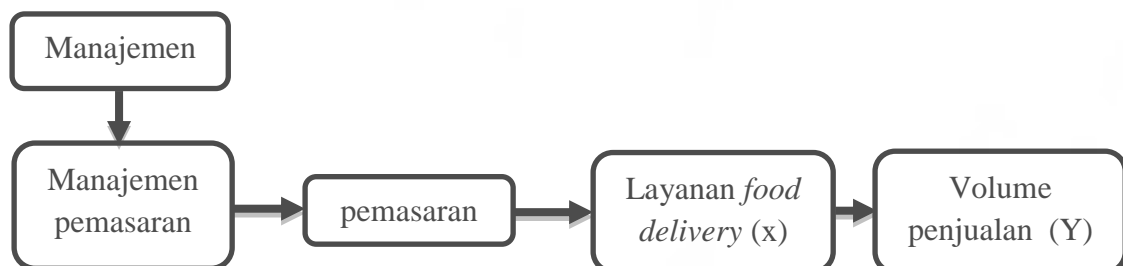 Manajemen
Manajemen
pemasaran
pemasaran
Layanan food
delivery (x)
Volume
penjualan (Y)